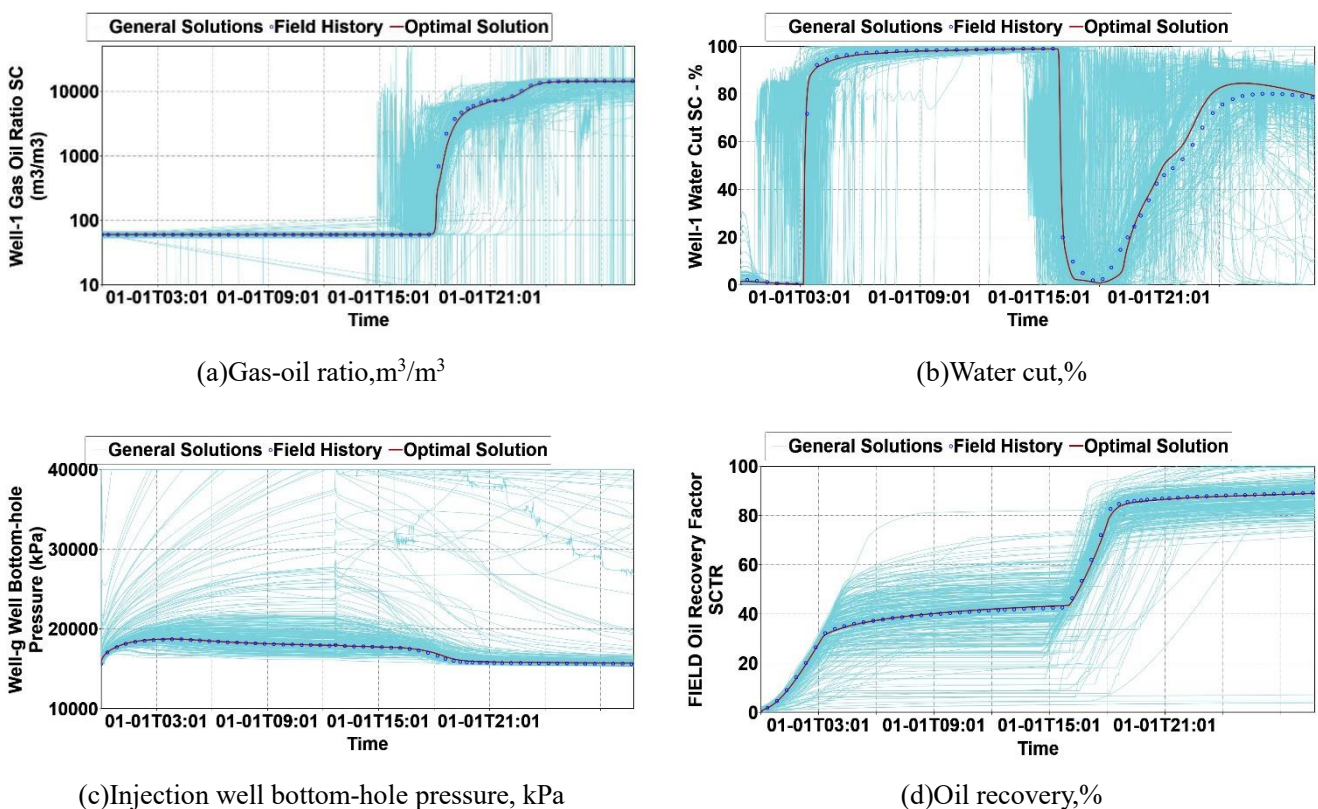 General Solutions Field History Optimal Solution
Well-1 Gas Oil Ratio SC
(m3/m3)
10000
1000
100
10
01-01T03:01 01-01T09:01 01-01T15:01 01-01T21:01
Time
(a)Gas-oil ratio,m³/m³
General Solutions Field History Optimal Solution
Well-1 Water Cut SC - %
100
80
60
40
20
0
01-01T03:01 01-01T09:01 01-01T15:01 01-01T21:01
Time
(b)Water cut,%
General Solutions Field History Optimal Solution
Well-g Well Bottom-hole
Pressure (kPa)
40000
30000
20000
10000
01-01T03:01 01-01T09:01 01-01T15:01 01-01T21:01
Time
(c)Injection well bottom-hole pressure, kPa
General Solutions Field History Optimal Solution
FIELD Oil Recovery Factor
SCTR
100
80
60
40
20
0
01-01T03:01 01-01T09:01 01-01T15:01 01-01T21:01
Time
(d)Oil recovery,%